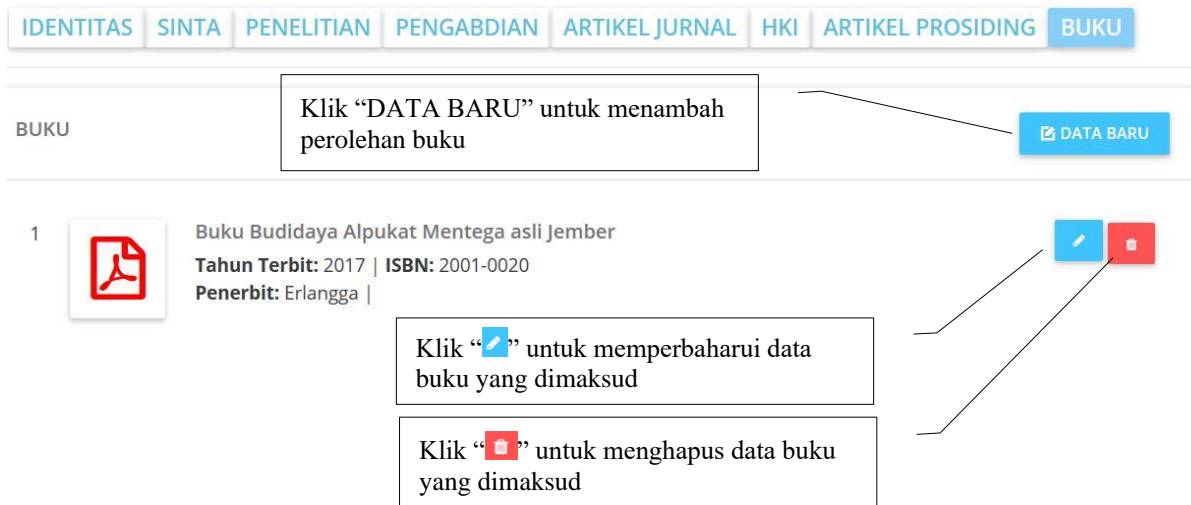 IDENTITAS SINTA PENELITIAN PENGABDIAN ARTIKEL JURNAL HKI ARTIKEL PROSIDING BUKU
Klik “DATA BARU” untuk menambah
perolehan buku
BUKU
DATA BARU
1
Buku Budidaya Alpukat Mentega asli Jember
Tahun Terbit: 2017 | ISBN: 2001-0020
Penerbit: Erlangga |
Klik “” untuk memperbaharui data
buku yang dimaksud
Klik “” untuk menghapus data buku
yang dimaksud